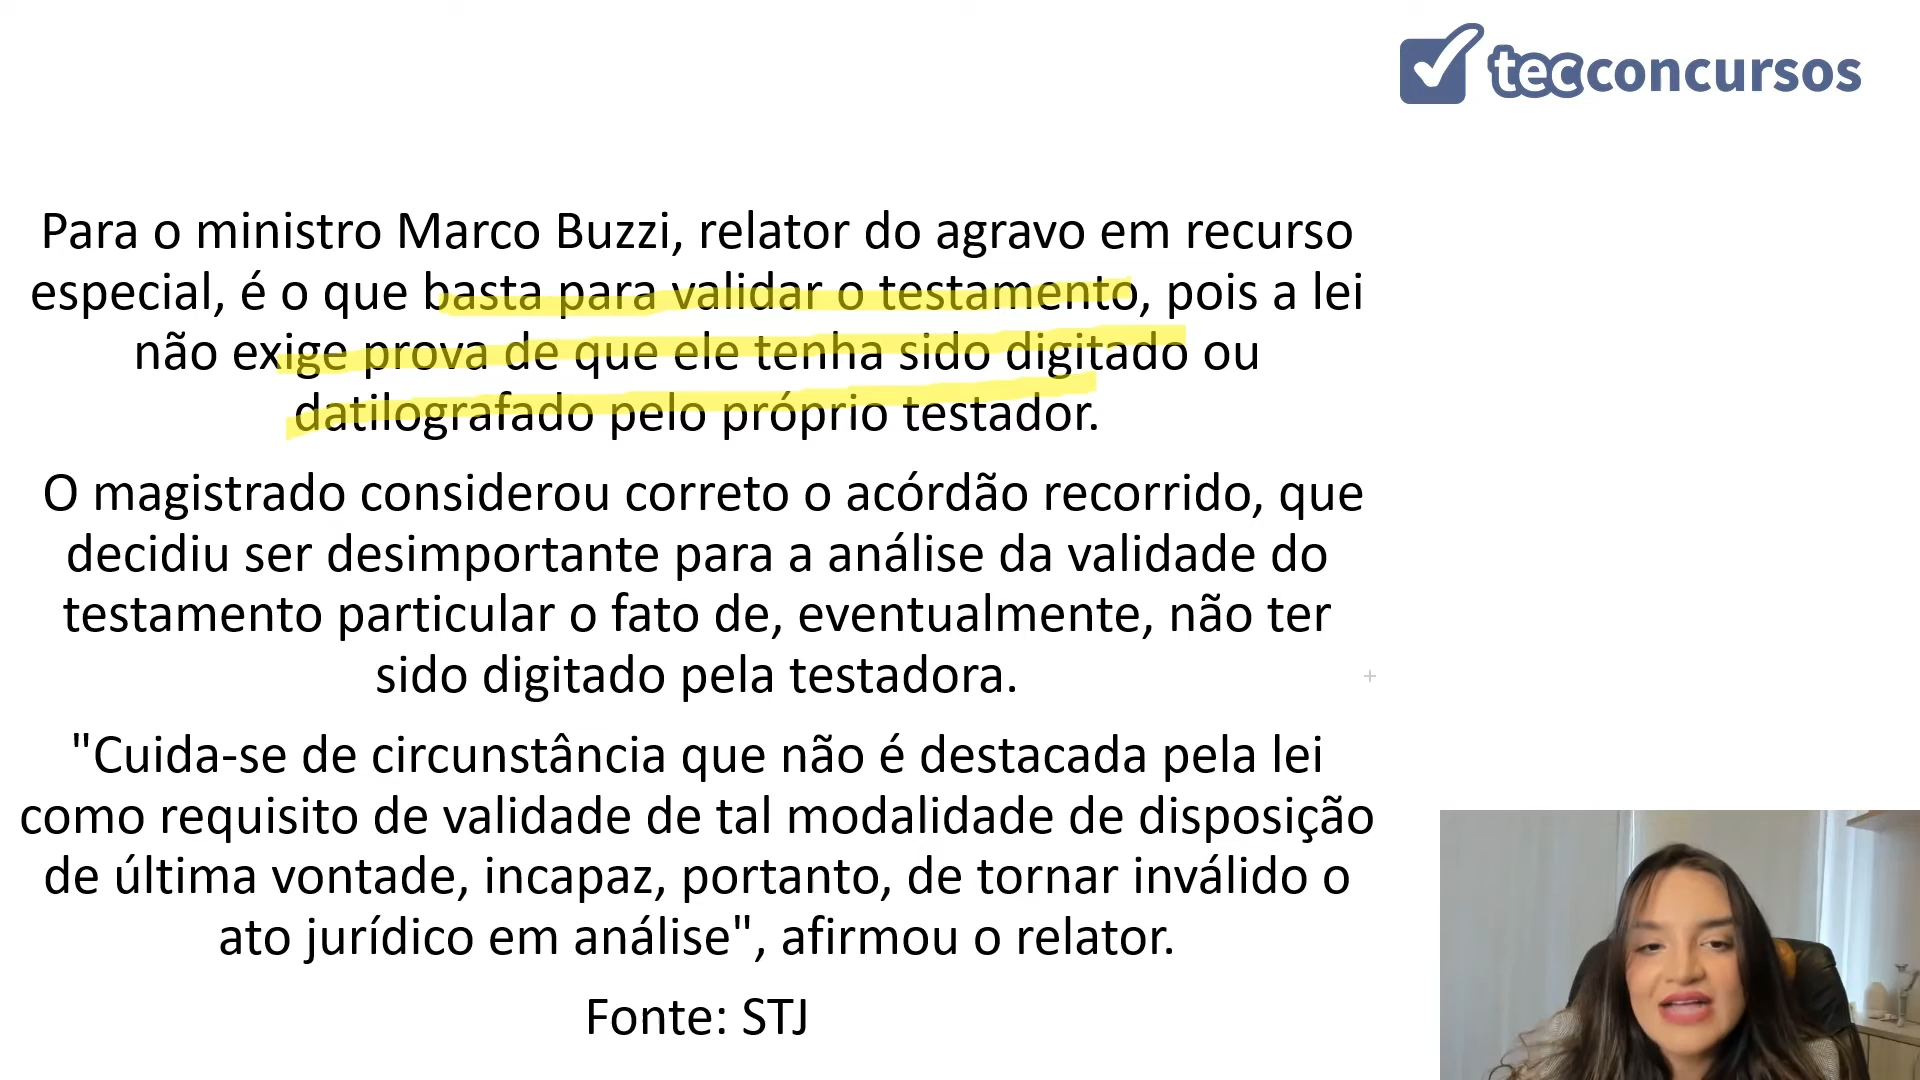 tecconcursos
Para o ministro Marco Buzzi, relator do agravo em recurso
especial, é o que basta para validar o testamento, pois a lei
não exige prova de que ele tenha sido digitado ou
datilografado pelo próprio testador.
O magistrado considerou correto o acórdão recorrido, que
decidiu ser desimportante para a análise da validade do
testamento particular o fato de, eventualmente, não ter
sido digitado pela testadora.
"Cuida-se de circunstância que não é destacada pela lei
como requisito de validade de tal modalidade de disposição
de última vontade, incapaz, portanto, de tornar inválido o
ato jurídico em análise", afirmou o relator.
Fonte: STJ